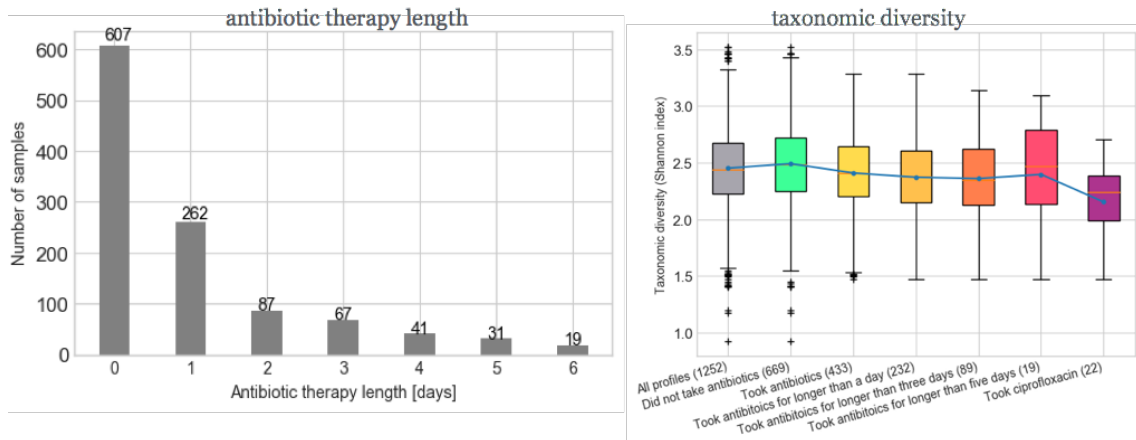 antibiotic therapy length
607
600
500
400
300
200
100
0
262
87
67
41
31
19
0 1 2 3 4 5 6
Number of samples
Antibiotic therapy length [days]
taxonomic diversity
3.5
3.0
2.5
2.0
1.5
1.0
Taxonomic diversity (Shannon index)
All profiles (1252)
Did not take antibiotics (669)
Took antibiotics (433)
Took antibitoics for longer than a day (232)
Took antibitoics for longer than three days (89)
Took antibitoics for longer than five days (19)
Took ciprofloxacin (22)